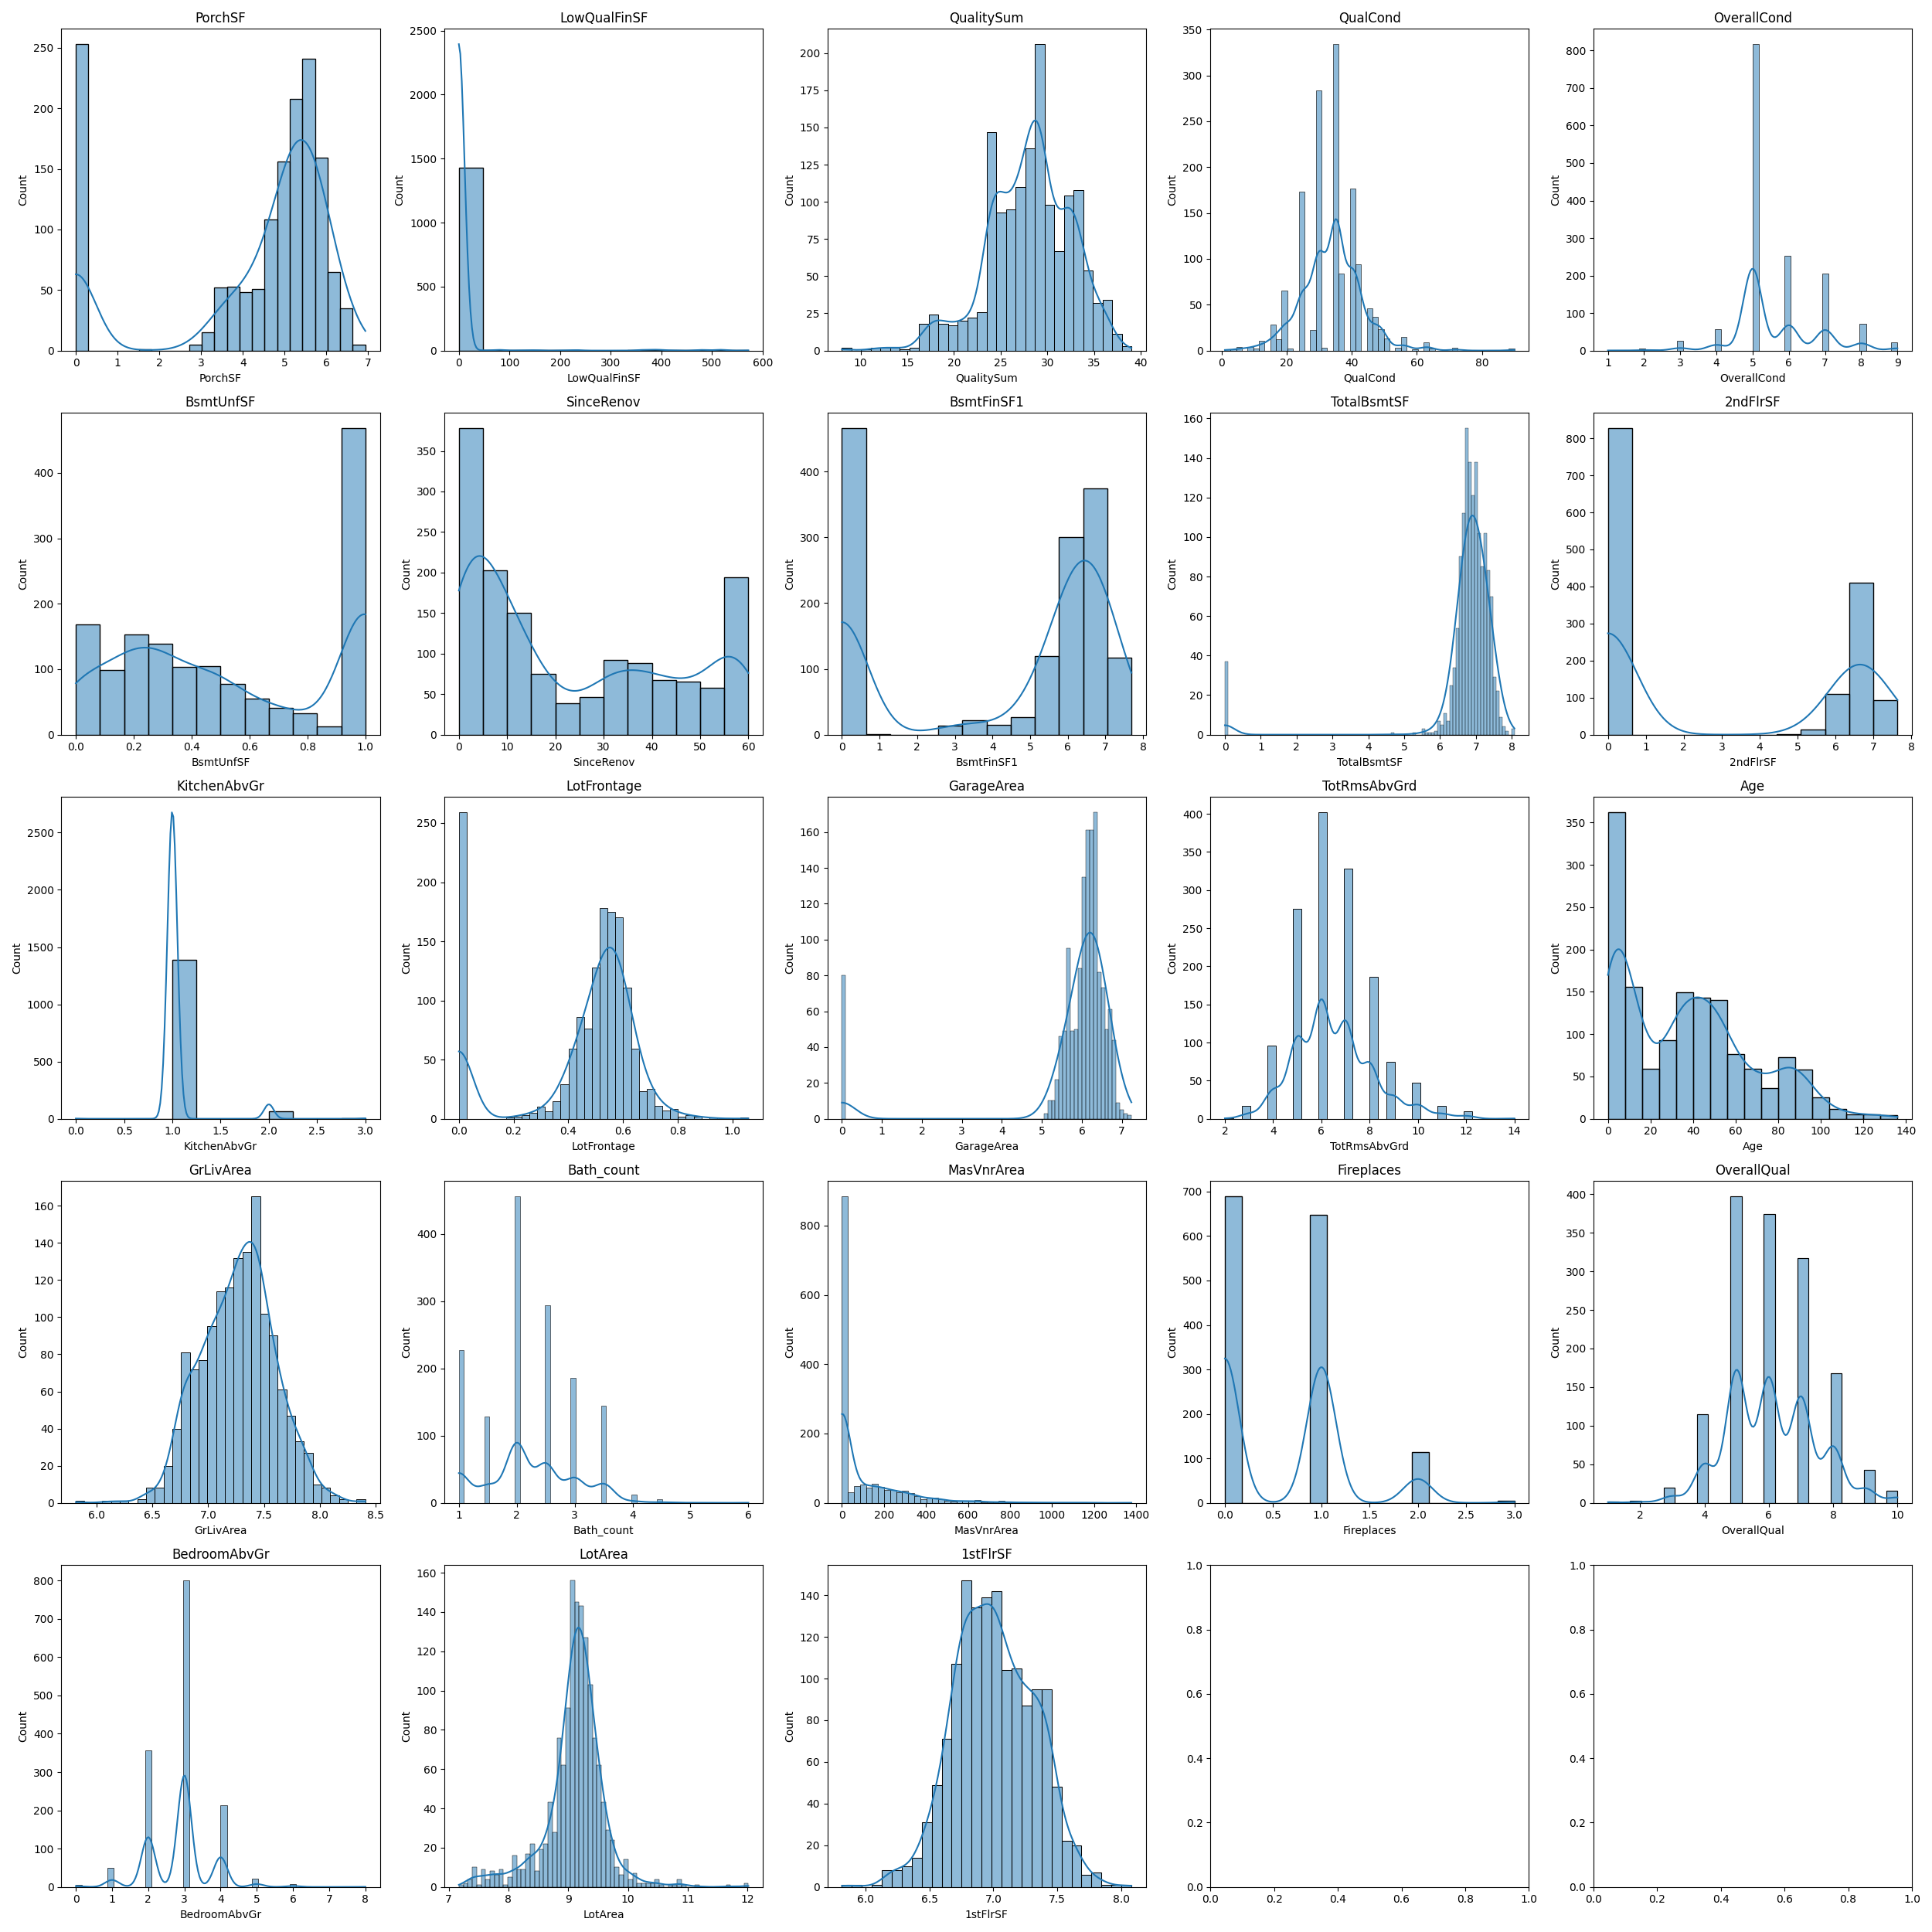 PorchSF
LowQualFinSF
QualitySum
QualCond
OverallCond
Count
250
200
150
100
50
0
0 1 2 3 4 5 6 7
PorchSF
Count
2500
2000
1500
1000
500
0
0 100 200 300 400 500 600
LowQualFinSF
Count
200
175
150
125
100
75
50
25
0
10 15 20 25 30 35 40
QualitySum
Count
350
300
250
200
150
100
50
0
0 20 40 60 80
QualCond
Count
800
700
600
500
400
300
200
100
0
1 2 3 4 5 6 7 8 9
OverallCond
BsmtUnfSF
SinceRenov
BsmtFinSF1
TotalBsmtSF
2ndFlrSF
Count
400
300
200
100
0
0.0 0.2 0.4 0.6 0.8 1.0
BsmtUnfSF
Count
350
300
250
200
150
100
50
0
0 10 20 30 40 50 60
SinceRenov
Count
400
300
200
100
0
0 1 2 3 4 5 6 7 8
BsmtFinSF1
Count
160
140
120
100
80
60
40
20
0
0 1 2 3 4 5 6 7 8
TotalBsmtSF
Count
800
700
600
500
400
300
200
100
0
0 1 2 3 4 5 6 7 8
2ndFlrSF
KitchenAbvGr
LotFrontage
GarageArea
TotRmsAbvGrd
Age
Count
2500
2000
1500
1000
500
0
0.0 0.5 1.0 1.5 2.0 2.5 3.0
KitchenAbvGr
Count
250
200
150
100
50
0
0.0 0.2 0.4 0.6 0.8 1.0
LotFrontage
Count
160
140
120
100
80
60
40
20
0
0 1 2 3 4 5 6 7
GarageArea
Count
400
350
300
250
200
150
100
50
0
2 4 6 8 10 12 14
TotRmsAbvGrd
Count
350
300
250
200
150
100
50
0
0 20 40 60 80 100 120 140
Age
GrLivArea
Bath_count
MasVnrArea
Fireplaces
OverallQual
Count
160
140
120
100
80
60
40
20
0
6.0 6.5 7.0 7.5 8.0 8.5
GrLivArea
Count
400
300
200
100
0
1 2 3 4 5 6
Bath_count
Count
800
600
400
200
0
0 200 400 600 800 1000 1200 1400
MasVnrArea
Count
700
600
500
400
300
200
100
0
0.0 0.5 1.0 1.5 2.0 2.5 3.0
Fireplaces
Count
400
350
300
250
200
150
100
50
0
2 4 6 8 10
OverallQual
BedroomAbvGr
LotArea
1stFlrSF
Count
800
700
600
500
400
300
200
100
0
0 1 2 3 4 5 6 7 8
BedroomAbvGr
Count
160
140
120
100
80
60
40
20
0
7 8 9 10 11 12
LotArea
Count
140
120
100
80
60
40
20
0
6.0 6.5 7.0 7.5 8.0
1stFlrSF
1.0
0.8
0.6
0.4
0.2
0.0
0.0 0.2 0.4 0.6 0.8 1.0
1.0
0.8
0.6
0.4
0.2
0.0
0.0 0.2 0.4 0.6 0.8 1.0